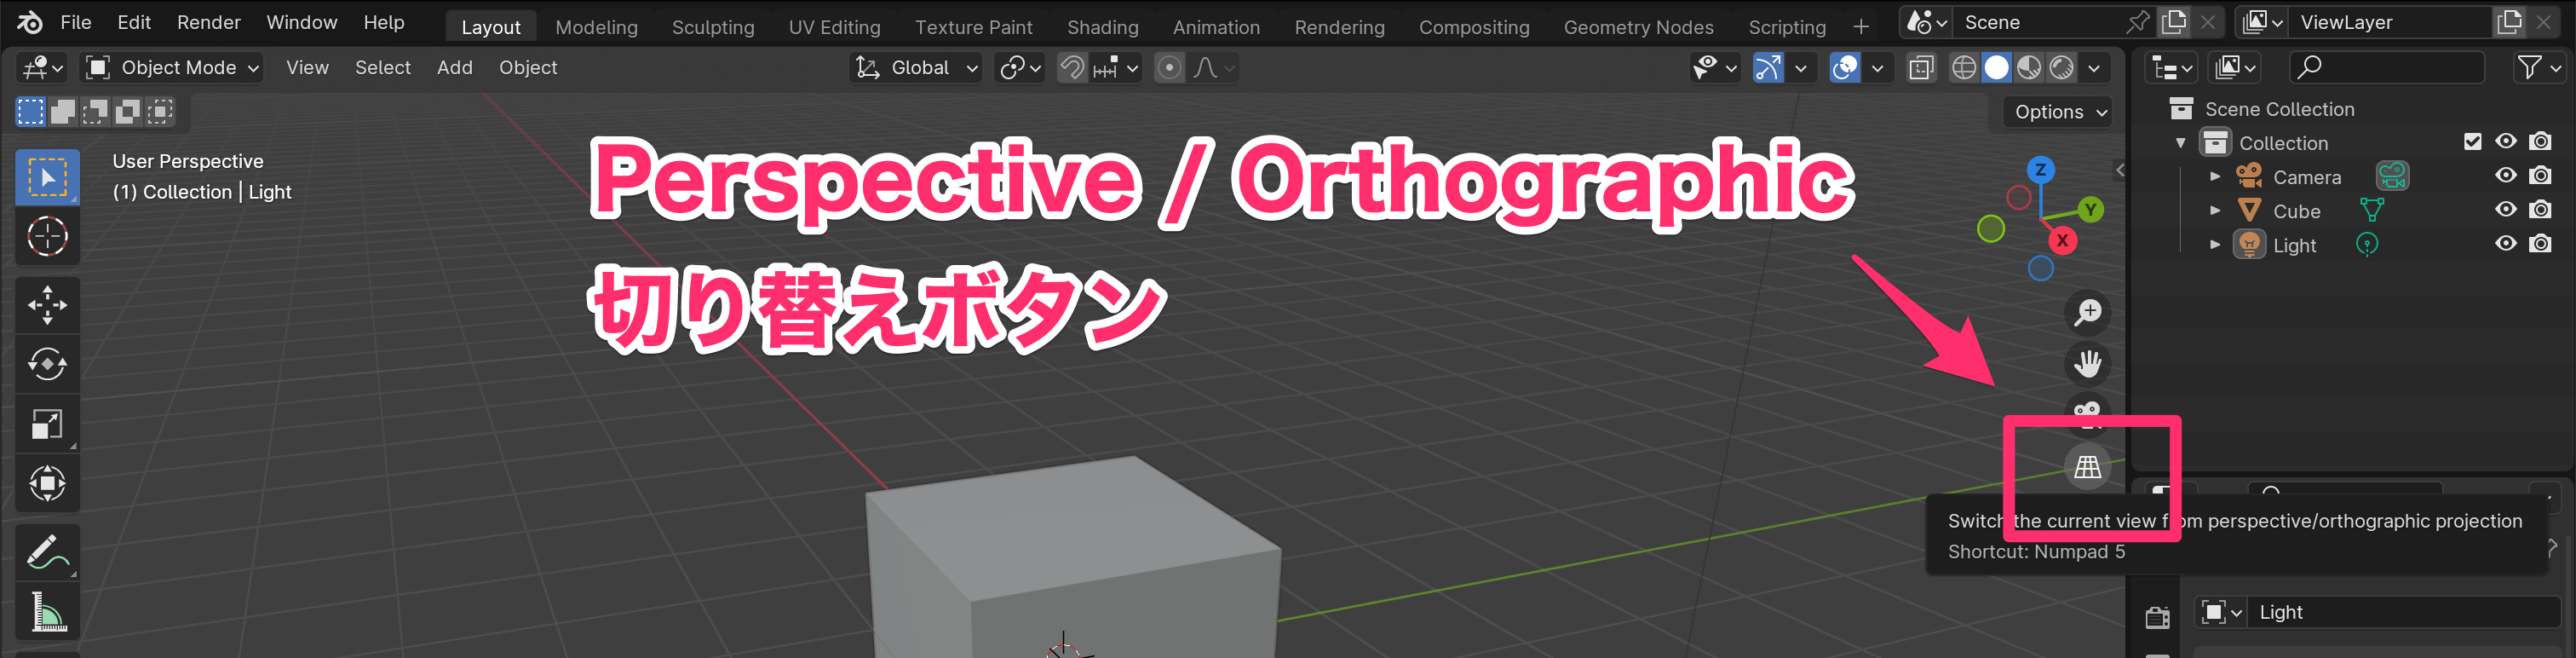 File Edit Render Window Help Layout Modeling Sculpting UV Editing Texture Paint Shading Animation Rendering Compositing Geometry Nodes Scripting + Scene ViewLayer
Object Mode View Select Add Object Global
Options
Scene Collection
Collection
Camera
Cube
Light
User Perspective
(1) Collection | Light
Perspective / Orthographic
切り替えボタン
Z
Y
X
Switch the current view from perspective/orthographic projection
Shortcut: Numpad 5
Light